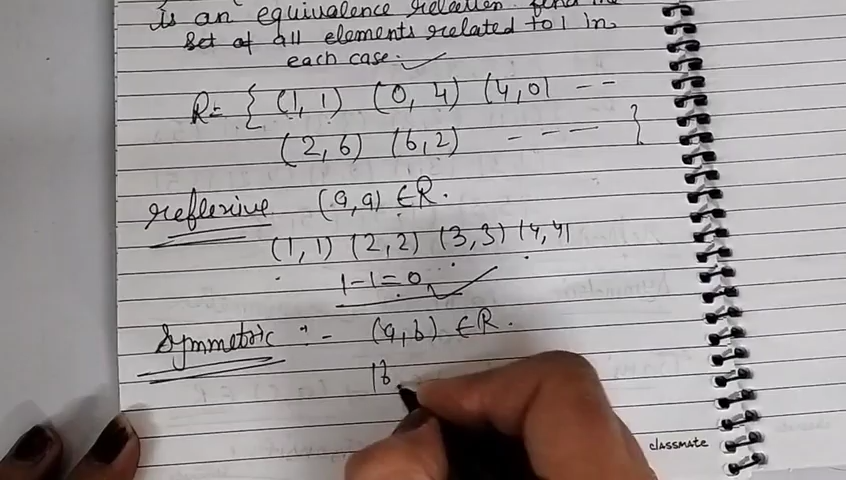 is an equivalence relation find the
set of all elements related to 1 in
each case.
R= { (1, 1) (0, 4) (4, 0) - -
(2, 6) (6, 2) - - - }
reflexive (a, a) ∈ R.
(1, 1) (2, 2) (3, 3) (4, 4)
1-1=0
Symmetric :- (a, b) ∈ R.
classmate